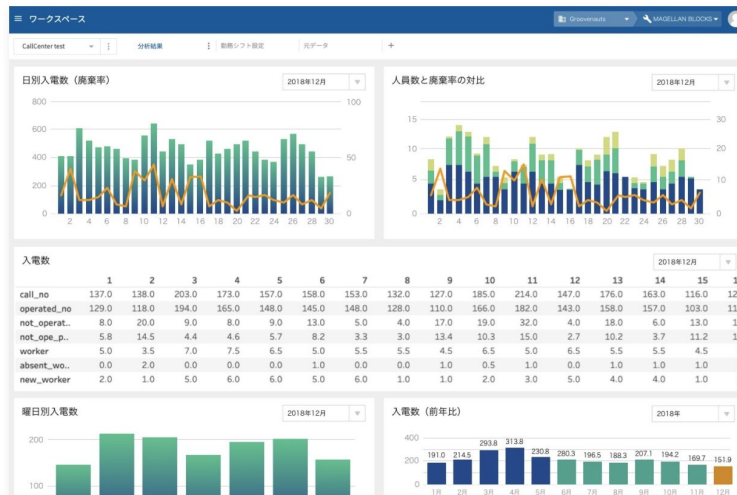 ≡ ワークスペース
Groovenauts ▾ MAGELLAN BLOCKS ▾
CallCenter test 分析結果 勤務シフト設定 元データ +
日別入電数（廃棄率） 2018年12月
800 100
600
400 50
200
0 0
2 4 6 8 10 12 14 16 18 20 22 24 26 28 30
人員数と廃棄率の対比 2018年12月
15 30
10 20
5 10
0 0
2 4 6 8 10 12 14 16 18 20 22 24 26 28 30
入電数 2018年12月
1 2 3 4 5 6 7 8 9 10 11 12 13 14 15 1
call_no 137.0 138.0 203.0 173.0 157.0 158.0 153.0 132.0 127.0 185.0 214.0 147.0 176.0 163.0 116.0 12
operated_no 129.0 118.0 194.0 165.0 148.0 145.0 148.0 128.0 110.0 166.0 182.0 143.0 158.0 157.0 103.0 11
not_operat.. 8.0 20.0 9.0 8.0 9.0 13.0 5.0 4.0 17.0 19.0 32.0 4.0 18.0 6.0 13.0 1
not_ope_p.. 5.8 14.5 4.4 4.6 5.7 8.2 3.3 3.0 13.4 10.3 15.0 2.7 10.2 3.7 11.2 1
worker 5.0 3.5 7.0 7.5 6.5 5.0 5.5 5.5 4.5 6.5 5.0 6.5 5.5 5.5 4.5
absent_wo.. 0.0 2.0 0.0 0.0 0.0 1.0 0.0 0.0 1.0 0.5 1.0 0.0 1.0 1.0 1.0
new_worker 2.0 1.0 5.0 6.0 6.0 5.0 6.0 1.0 1.0 2.0 3.0 5.0 4.0 4.0 1.0
曜日別入電数 2018年12月
200
100
入電数（前年比） 2018年
400
200
0
191.0 214.5 293.8 313.8 230.8 280.3 196.5 188.3 207.1 194.2 169.7 151.9
1月 2月 3月 4月 5月 6月 7月 8月 9月 10月 11月 12月